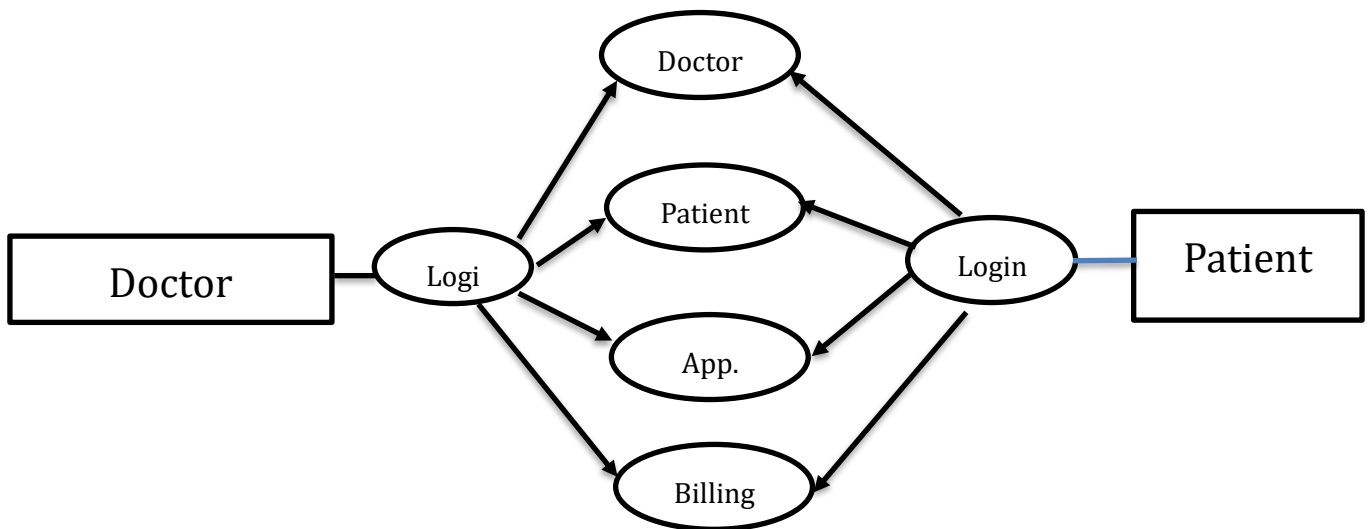 Doctor
Patient
Doctor
Logi
Login
Patient
App.
Billing